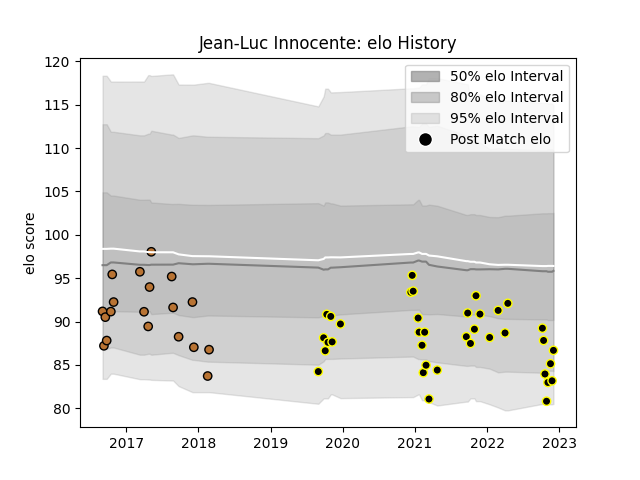 Jean-Luc Innocente: elo History
120
115
110
105
100
95
90
85
80
elo score
50% elo Interval
80% elo Interval
95% elo Interval
Post Match elo
2017 2018 2019 2020 2021 2022 2023